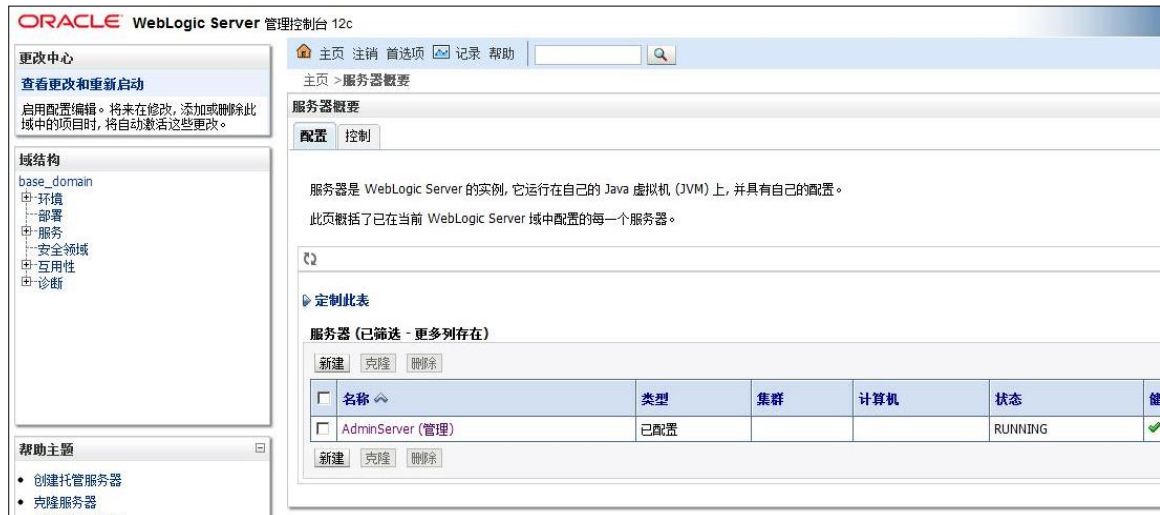 ORACLE WebLogic Server 管理控制台 12c
更改中心
查看更改和重新启动
启用配置编辑。将来在修改, 添加或删除此
域中的项目时, 将自动激活这些更改。
域结构
base_domain
环境
部署
服务
安全领域
互用性
诊断
帮助主题
创建托管服务器
克隆服务器
主页 注销 首选项 记录 帮助
主页 >服务器概要
服务器概要
配置 控制
服务器是 WebLogic Server 的实例, 它运行在自己的 Java 虚拟机 (JVM) 上, 并具有自己的配置。
此页概括了已在当前 WebLogic Server 域中配置的每一个服务器。
定制此表
服务器 (已筛选 - 更多列存在)
新建 克隆 删除
名称 类型 集群 计算机 状态
AdminServer (管理) 已配置 RUNNING
新建 克隆 删除